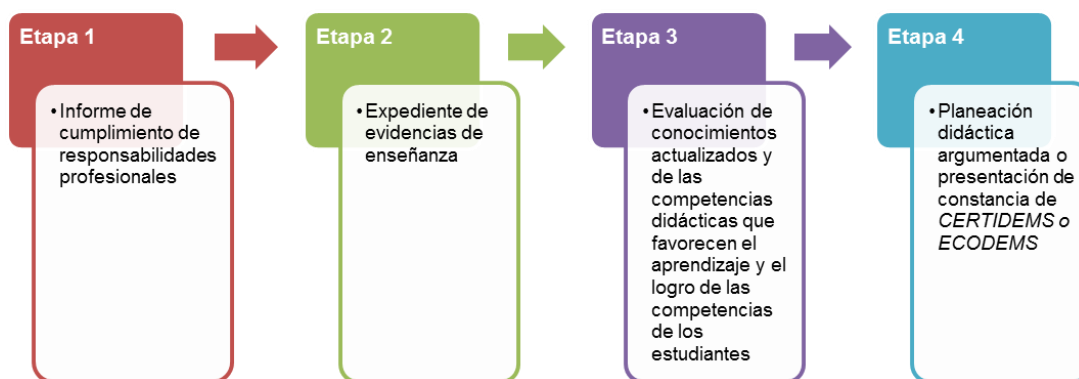 Etapa 1
•Informe de
cumplimiento de
responsabilidades
profesionales
Etapa 2
•Expediente de
evidencias de
enseñanza
Etapa 3
•Evaluación de
conocimientos
actualizados y
de las
competencias
didácticas que
favorecen el
aprendizaje y el
logro de las
competencias
de los
estudiantes
Etapa 4
•Planeación
didáctica
argumentada o
presentación de
constancia de
CERTIDEMS o
ECODEMS